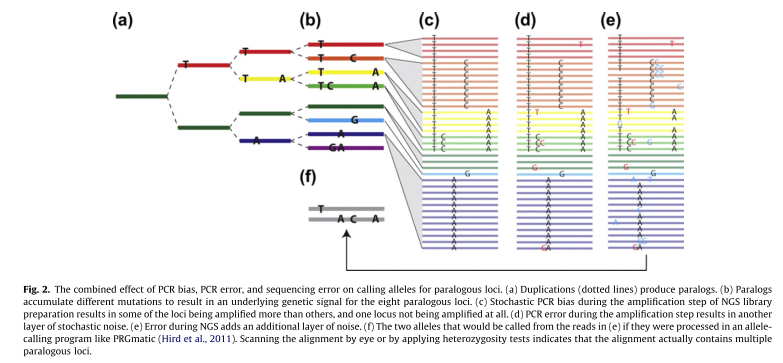 (a) (b) (c) (d) (e)
T
T
T A
A
T
T C
T A
T C A
G
A
G A
(f)
T
A C A
Fig. 2. The combined effect of PCR bias, PCR error, and sequencing error on calling alleles for paralogous loci. (a) Duplications (dotted lines) produce paralogs. (b) Paralogs
accumulate different mutations to result in an underlying genetic signal for the eight paralogous loci. (c) Stochastic PCR bias during the amplification step of NGS library
preparation results in some of the loci being amplified more than others, and one locus not being amplified at all. (d) PCR error during the amplification step results in another
layer of stochastic noise. (e) Error during NGS adds an additional layer of noise. (f) The two alleles that would be called from the reads in (e) if they were processed in an allele-
calling program like PRGmatic (Hird et al., 2011). Scanning the alignment by eye or by applying heterozygosity tests indicates that the alignment actually contains multiple
paralogous loci.